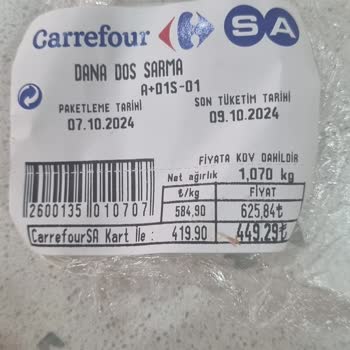 Carrefour SA
DANA DOS SARMA
A+01S-01
PAKETLEME TARİHİ SON TÜKETİM TARİHİ
07.10.2024 09.10.2024
FİYATA KDV DAHİLDİR
Net ağırlık 1,070 kg
₺/kg FİYAT
584,90 625,84₺
2600135 010707
CarrefourSA Kart İle : 419.90 449.29₺